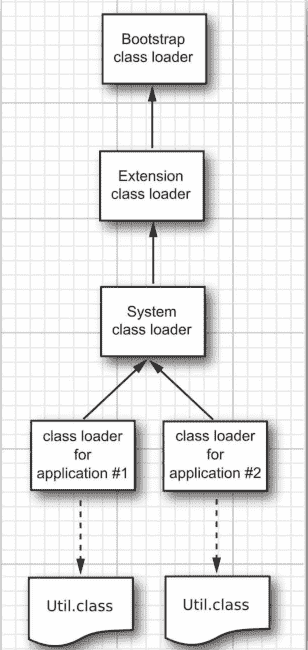 Bootstrap
class loader
Extension
class loader
System
class loader
class loader
for
application #1
class loader
for
application #2
Util.class
Util.class